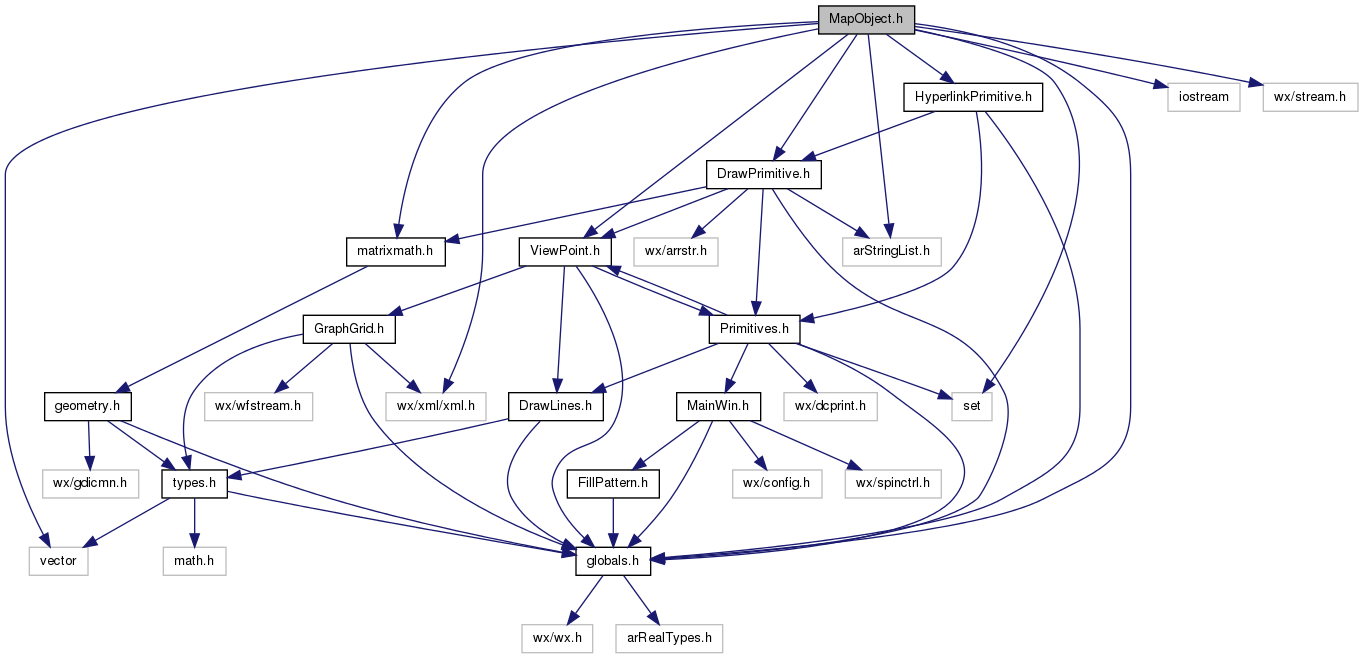 MapObject.h
HyperlinkPrimitive.h
iostream
wx/stream.h
DrawPrimitive.h
matrixmath.h
ViewPoint.h
wx/arrstr.h
arStringList.h
GraphGrid.h
Primitives.h
geometry.h
wx/wfstream.h
wx/xml/xml.h
DrawLines.h
MainWin.h
wx/dcprint.h
set
wx/gdicmn.h
types.h
FillPattern.h
wx/config.h
wx/spinctrl.h
vector
math.h
globals.h
wx/wx.h
arRealTypes.h